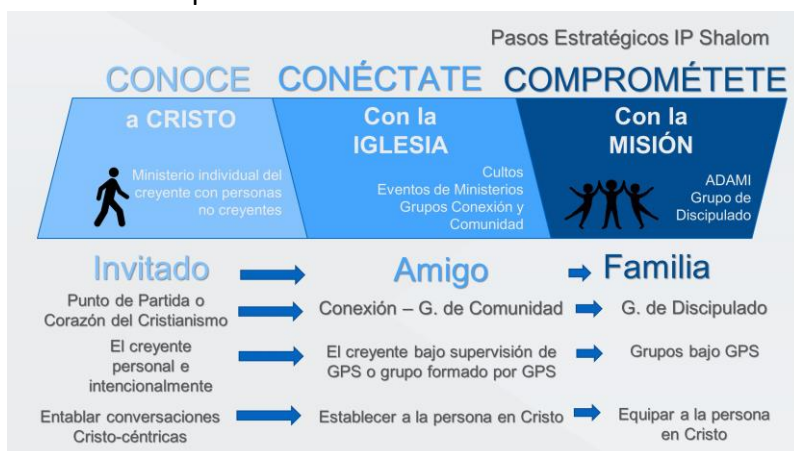 Pasos Estratégicos IP Shalom
CONOCE CONÉCTATE COMPROMÉTETE
a CRISTO
Ministerio individual del
creyente con personas
no creyentes
Con la
IGLESIA
Cultos
Eventos de Ministerios
Grupos Conexión y
Comunidad
Con la
MISIÓN
ADAMI
Grupo de
Discipulado
Invitado Amigo Familia
Punto de Partida o
Corazón del Cristianismo
Conexión – G. de Comunidad
G. de Discipulado
El creyente
personal e
intencionalmente
El creyente bajo supervisión de
GPS o grupo formado por GPS
Grupos bajo GPS
Entablar conversaciones
Cristo-céntricas
Establecer a la persona en Cristo
Equipar a la persona
en Cristo